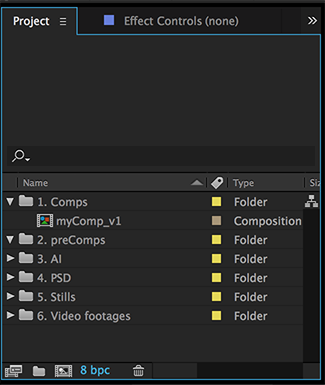 Project Effect Controls (none)
Name Type
1. Comps Folder
myComp_v1 Composition
2. preComps Folder
3. AI Folder
4. PSD Folder
5. Stills Folder
6. Video footages Folder
8 bpc